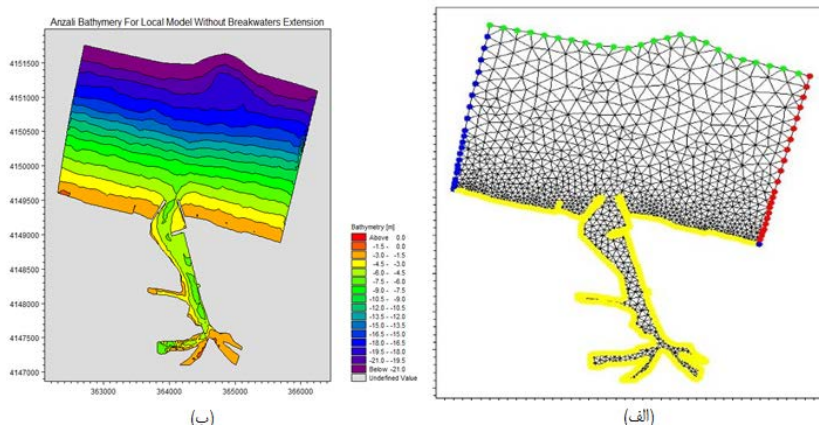 Anzali Bathymery For Local Model Without Breakwaters Extension
4151500
4151000
4150500
4150000
4149500
4149000
4148500
4148000
4147500
4147000
363000
364000
365000
366000
Bathymetry [m]
Above 0.0
-1.5 - 0.0
-3.0 - -1.5
-4.5 - -3.0
-6.0 - -4.5
-7.5 - -6.0
-9.0 - -7.5
-10.5 - -9.0
-12.0 - -10.5
-13.5 - -12.0
-15.0 - -13.5
-16.5 - -15.0
-18.0 - -16.5
-19.5 - -18.0
-21.0 - -19.5
Below -21.0
Undefined Value
(ب)
(الف)